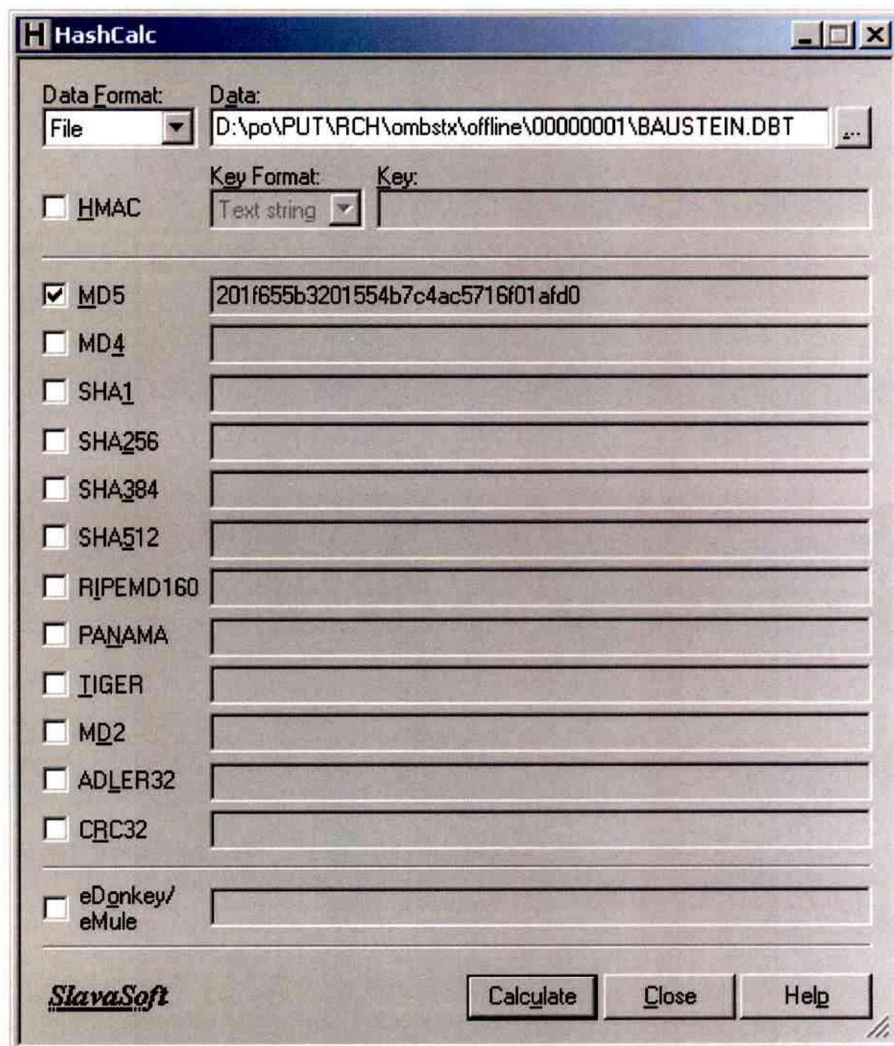 HashCalc
Data Format: Data:
File D:\po\PUT\RCH\ombstx\offline\00000001\BAUSTEIN.DBT ...
Key Format: Key:
HMAC Text string
MD5 201f655b3201554b7c4ac5716f01afd0
MD4
SHA1
SHA256
SHA384
SHA512
RIPEMD160
PANAMA
TIGER
MD2
ADLER32
CRC32
eDonkey/
eMule
SlavaSoft Calculate Close Help